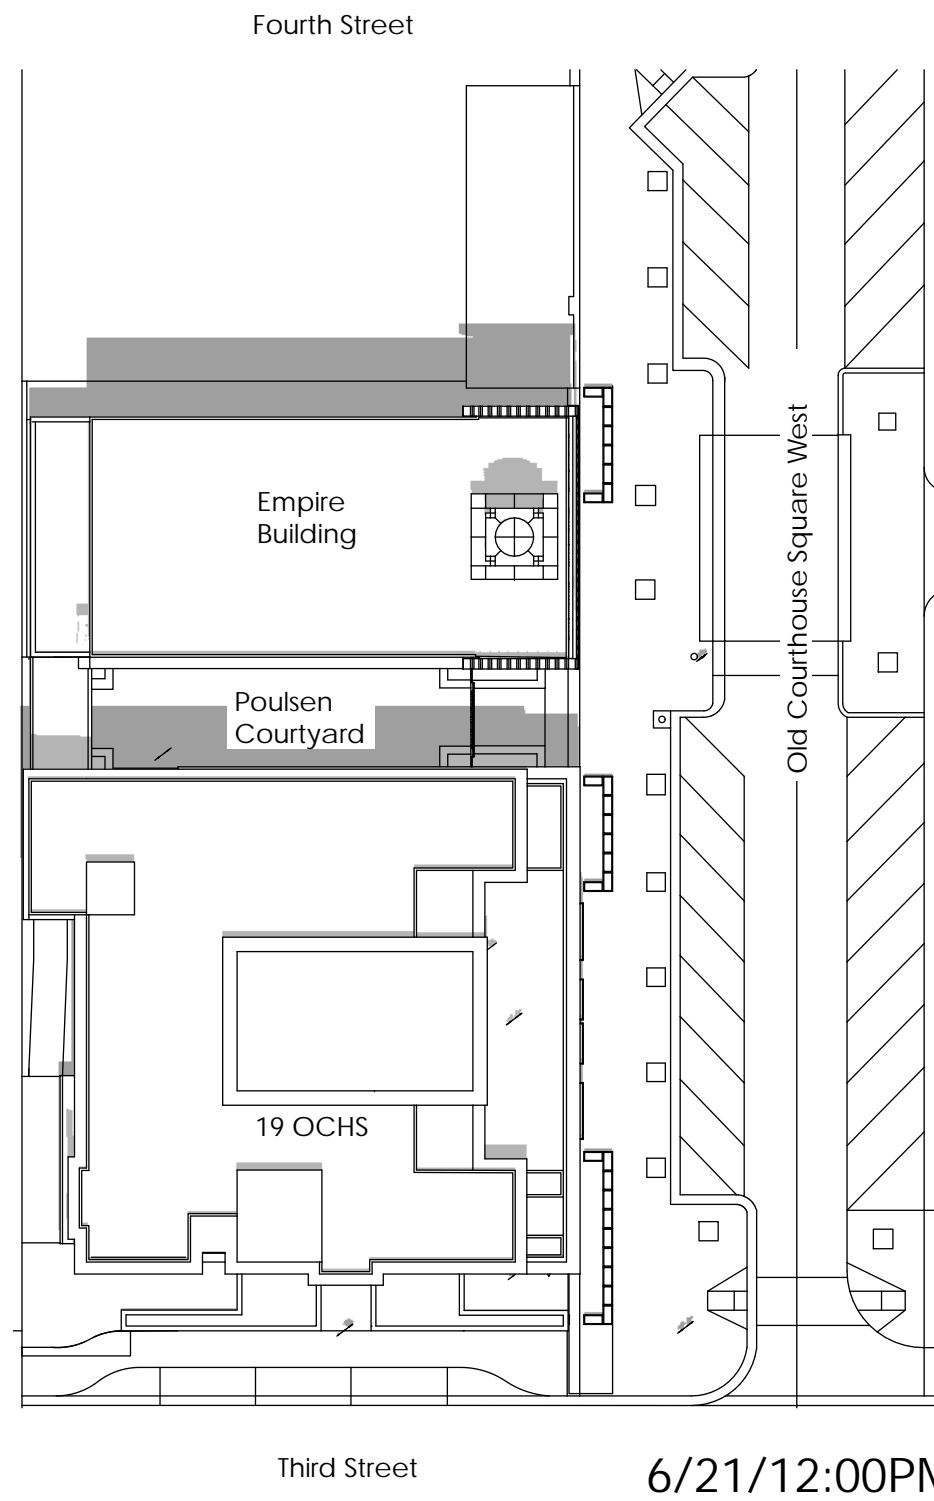 Fourth Street
Empire
Building
Old Courthouse Square West
Poulsen
Courtyard
19 OCHS
Third Street
6/21/12:00PM